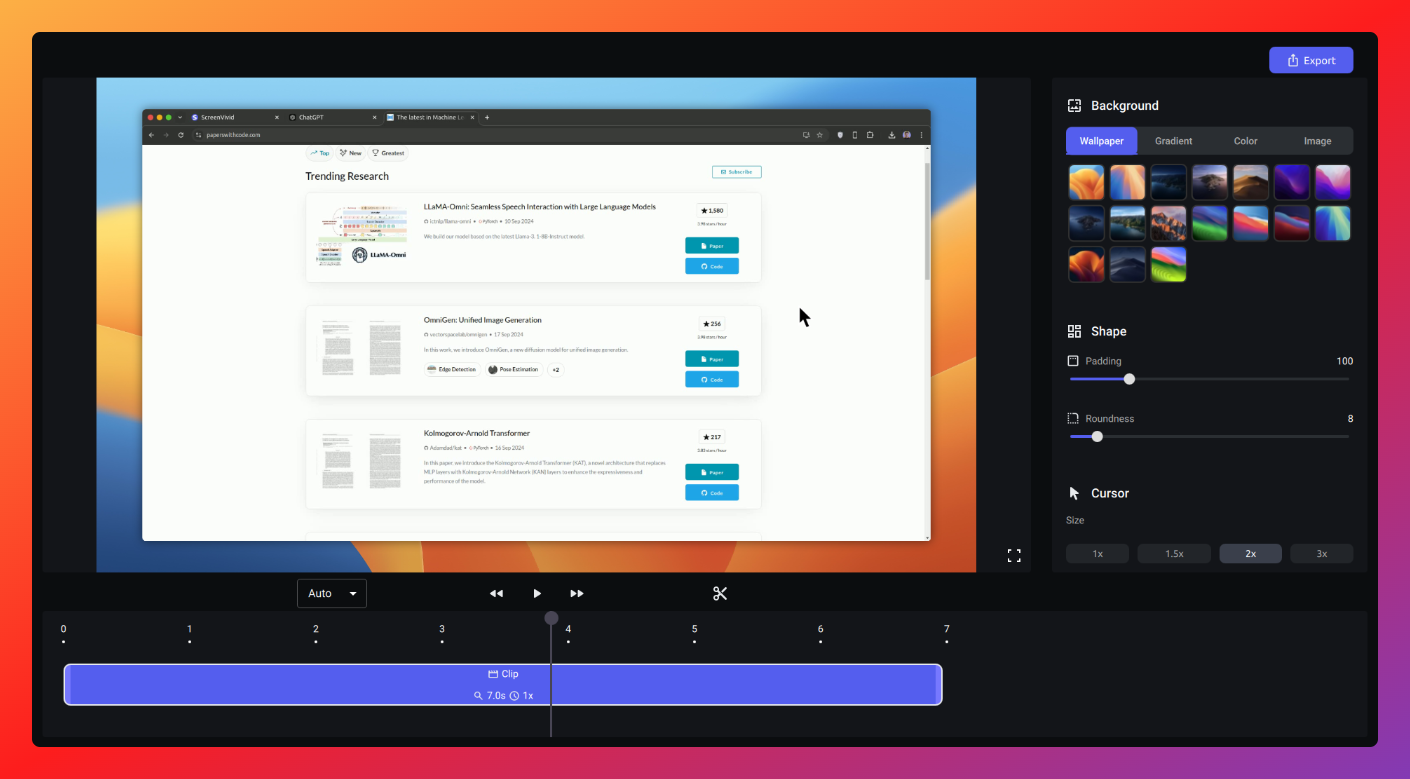 Export
ScreenVivid
ChatGPT
The latest in Machine Le
paperswithcode.com
Top
New
Greatest
Trending Research
Subscribe
LLaMA-Omni: Seamless Speech Interaction with Large Language Models
ictnlp/llama-omni • PyTorch • 10 Sep 2024
We build our model based on the latest Llama-3. 1-8B-Instruct model.
LLaMA-Omni
1,580
Paper
Code
OmniGen: Unified Image Generation
vectorspacelab/omnigen • 17 Sep 2024
In this work, we introduce OmniGen, a new diffusion model for unified image generation.
Edge Detection
Pose Estimation
+2
256
Paper
Code
Kolmogorov-Arnold Transformer
Adamdad/kat • PyTorch • 16 Sep 2024
In this paper, we introduce the Kolmogorov-Arnold Transformer (KAT), a novel architecture that replaces
MLP layers with Kolmogorov-Arnold Network (KAN) layers to enhance the expressiveness and
performance of the model.
217
Paper
Code
Background
Wallpaper
Gradient
Color
Image
Shape
Padding
100
Roundness
8
Cursor
Size
1x
1.5x
2x
3x
Auto
0
1
2
3
4
5
6
7
Clip
7.0s 1x